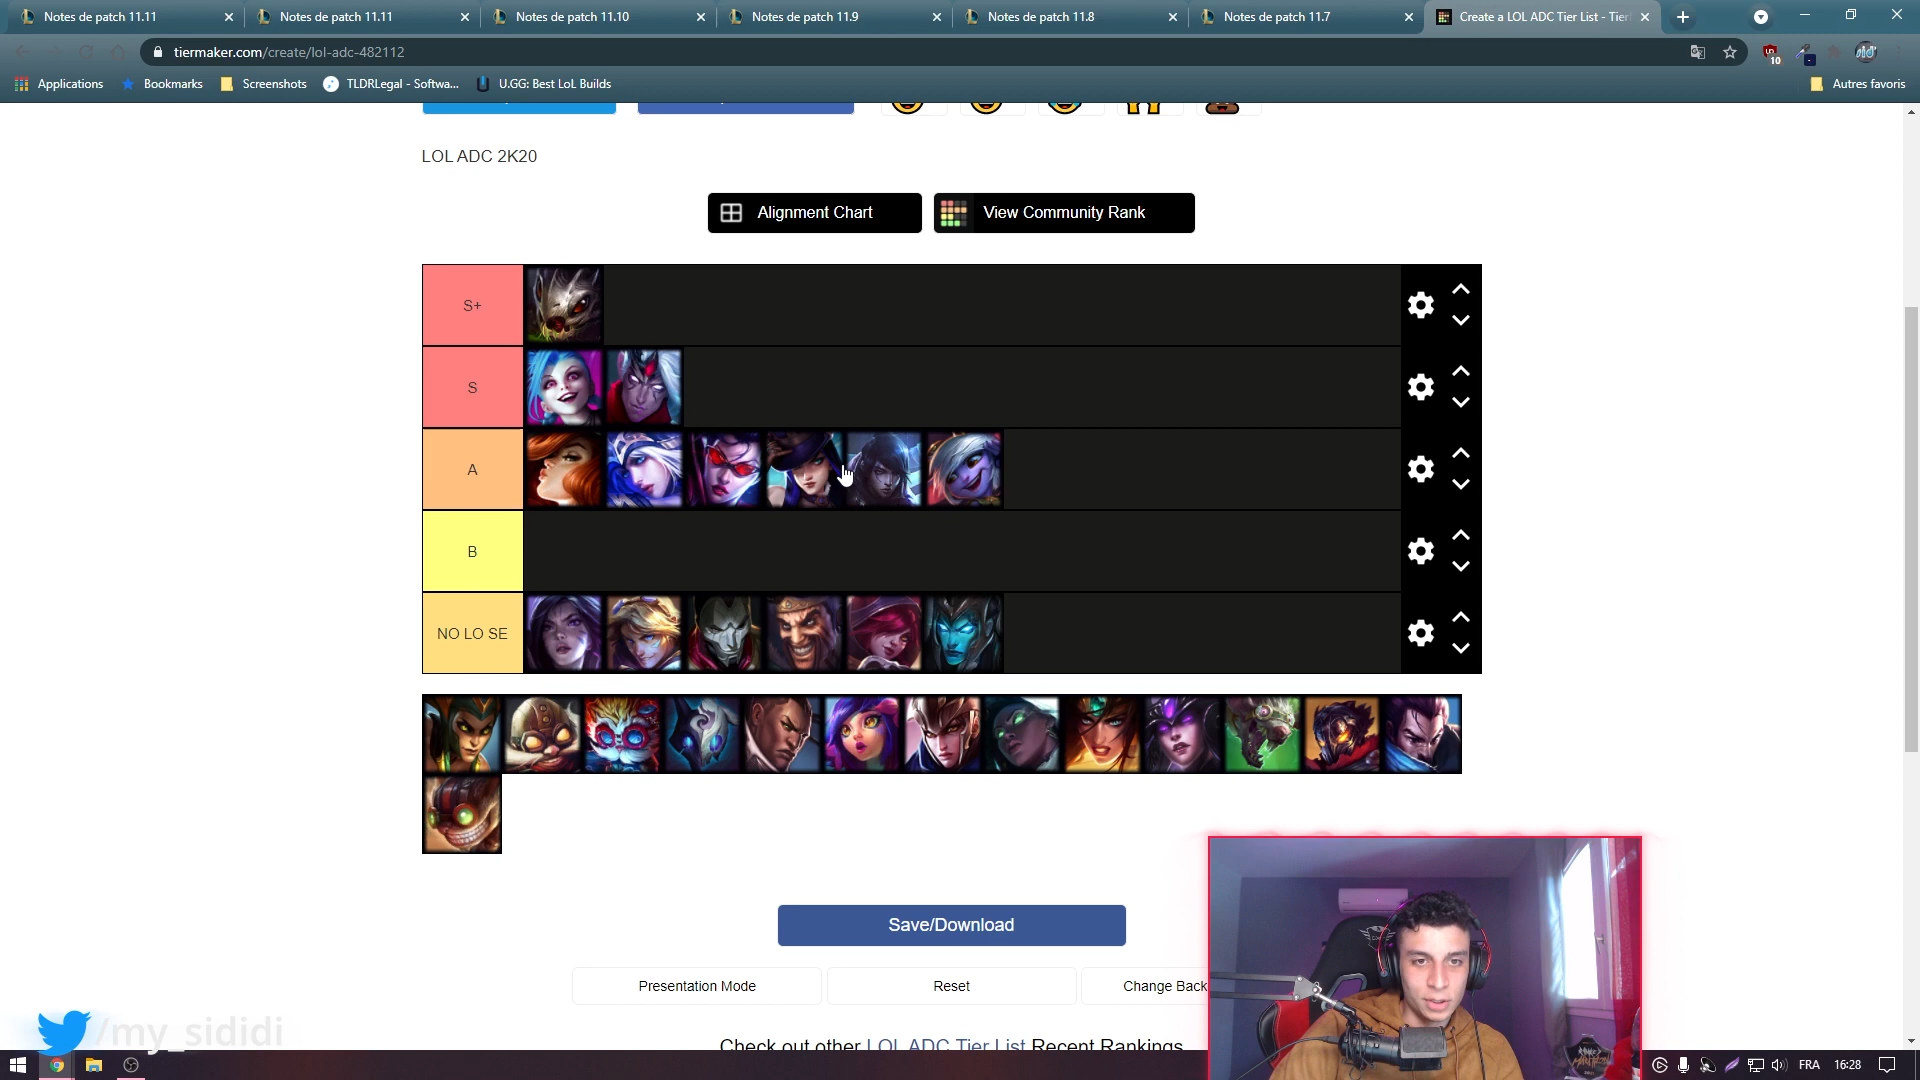 Notes de patch 11.11
Notes de patch 11.11
Notes de patch 11.10
Notes de patch 11.9
Notes de patch 11.8
Notes de patch 11.7
Create a LOL ADC Tier List - Tier
tiermaker.com/create/lol-adc-482112
10
Applications
Bookmarks
Screenshots
TLDRLegal - Softwa...
U.GG: Best LoL Builds
Autres favoris
LOL ADC 2K20
Alignment Chart
View Community Rank
S+
S
A
B
NO LO SE
Save/Download
Presentation Mode
Reset
Change Back
Check out other LOL ADC Tier List Recent Rankings
/my_sididi
FRA
16:28